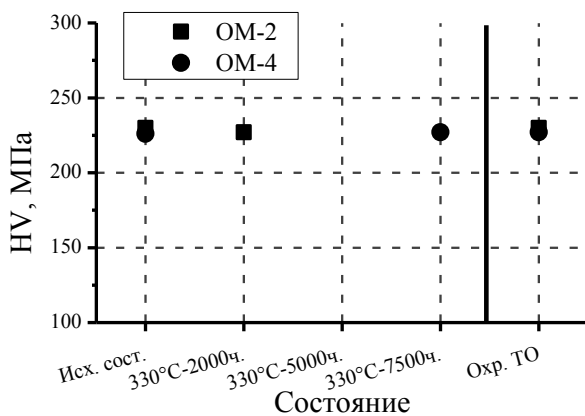 ОМ-2
ОМ-4
HV, МПа
300
250
200
150
100
Исх. сост.
330°С-2000ч.
330°С-5000ч.
330°С-7500ч.
Охр. ТО
Состояние